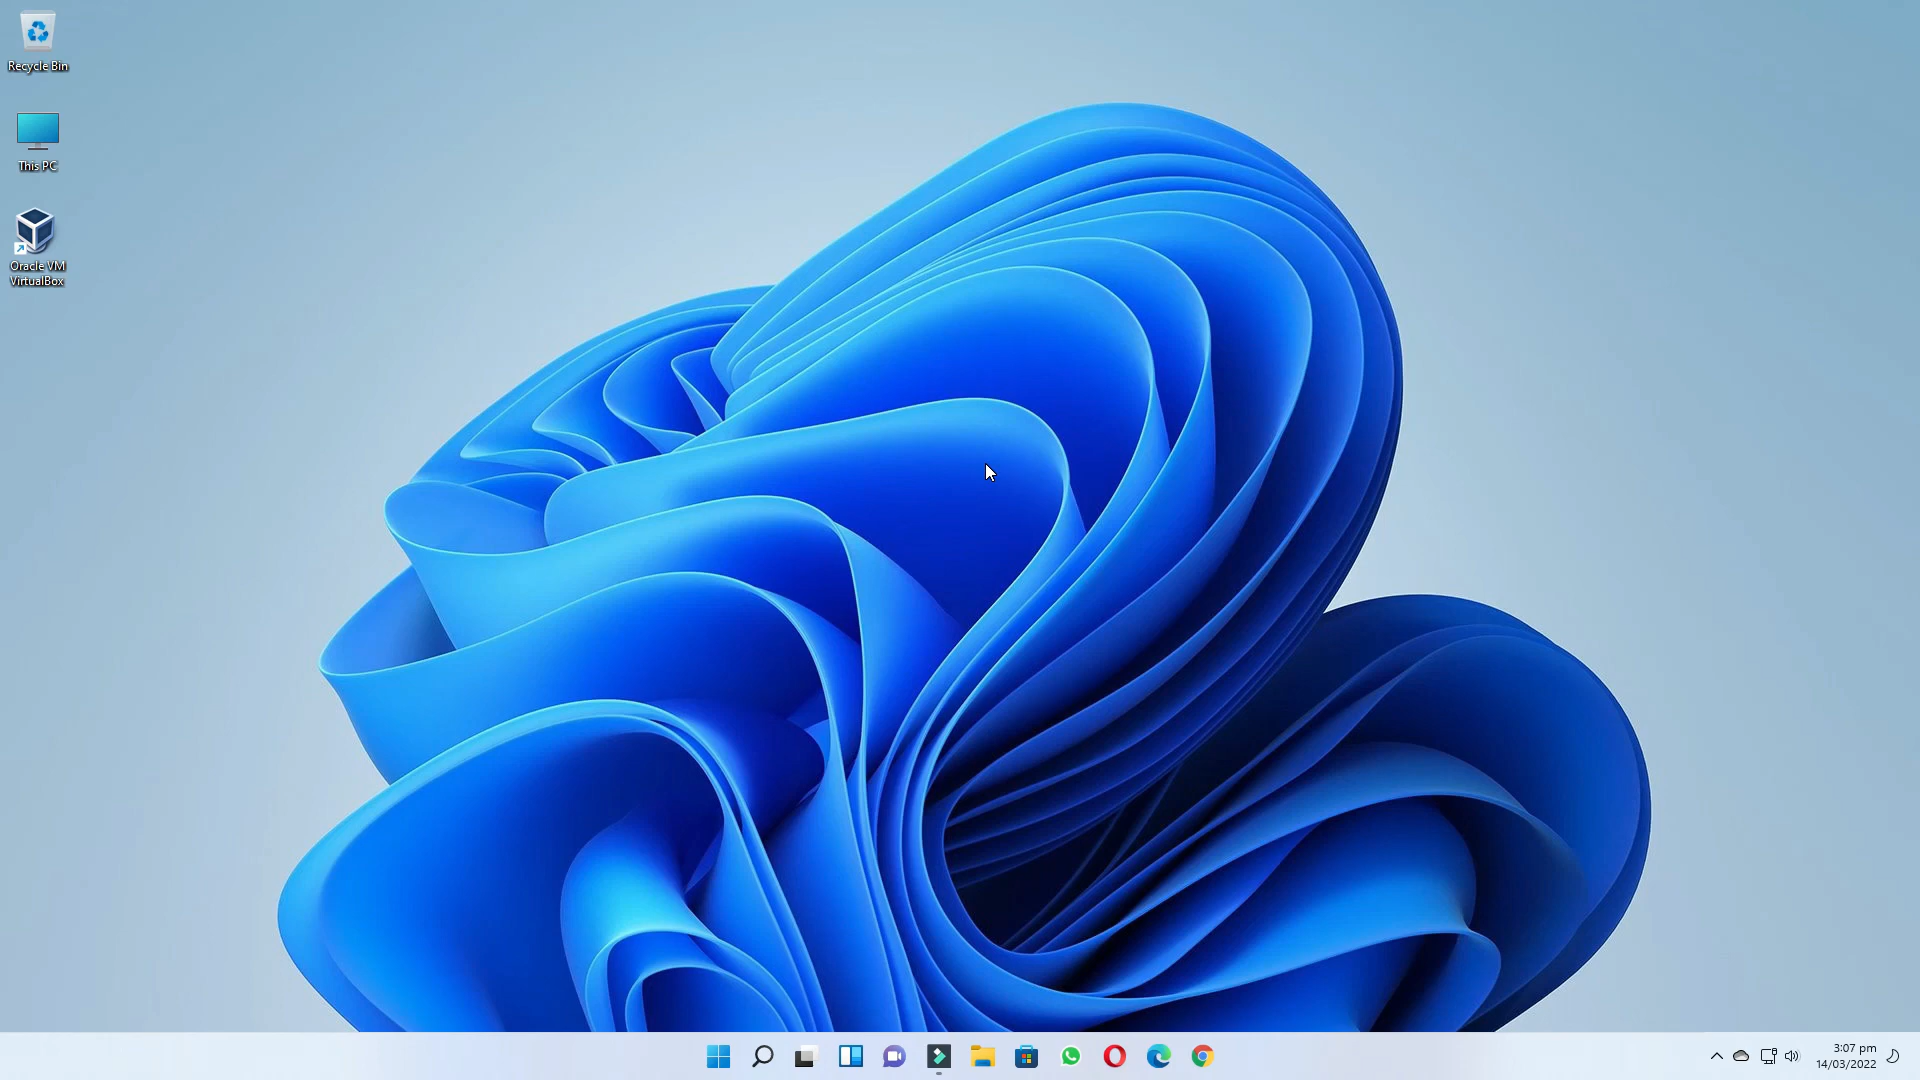 Recycle Bin
This PC
Oracle VM
VirtualBox
3:07 pm
14/03/2022